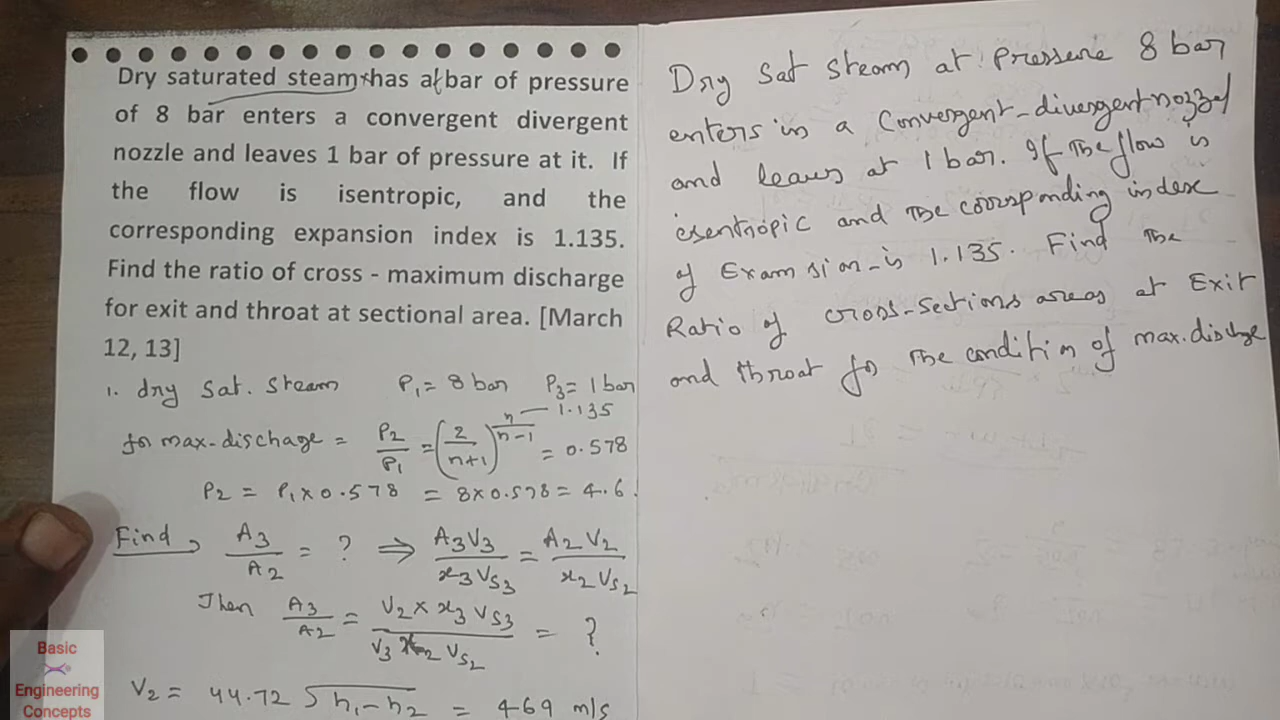 Dry saturated steam has a bar of pressure
of 8 bar enters a convergent divergent
nozzle and leaves 1 bar of pressure at it. If
the flow is isentropic, and the
corresponding expansion index is 1.135.
Find the ratio of cross - maximum discharge
for exit and throat at sectional area. [March
12, 13]
1. dry Sat. Steam P₁ = 8 bar P₃ = 1 bar
for max-dischage = P₂/P₁ = (2/n+1)^(n/n-1) = 0.578
n — 1.135
P₂ = P₁ x 0.578 = 8 x 0.578 = 4.6
Find, A₃/A₂ = ? ⇒ A₃V₃/x₃Vs₃ = A₂V₂/x₂Vs₂
Then A₃/A₂ = V₂ × x₃Vs₃/V₃ x₂ Vs₂ = ?
V₂ = 44.72 √h₁-h₂ = 469 m/s
Basic
Engineering
Concepts
Dry Sat steam at pressure 8 bar
enters in a Convergent-divergent nozzel
and leaves at 1 bar. If the flow is
isentropic and the corrsponding index
of Expansion is 1.135. Find the
Ratio of cross-sections areas at Exit
and throat for the condition of max. dischge